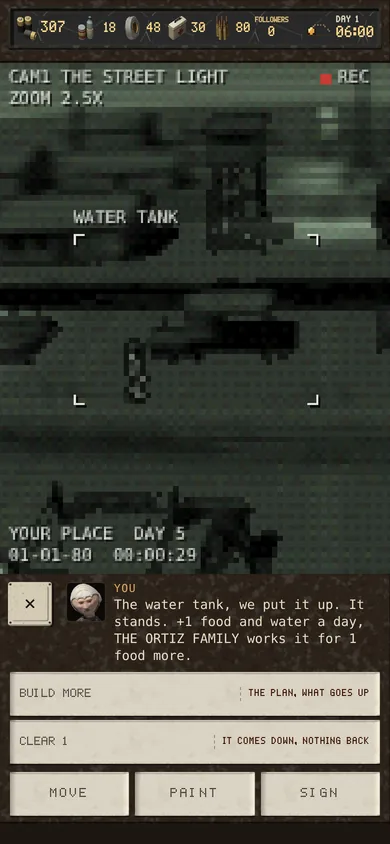 307 18 48 30 80 FOLLOWERS 0 DAY 1 06:00
CAM1 THE STREET LIGHT REC
ZOOM 2.5X
WATER TANK
YOUR PLACE DAY 5
01-01-80 00:00:29
YOU
The water tank, we put it up. It
stands. +1 food and water a day,
THE ORTIZ FAMILY works it for 1
food more.
BUILD MORE THE PLAN, WHAT GOES UP
CLEAR 1 IT COMES DOWN, NOTHING BACK
MOVE PAINT SIGN